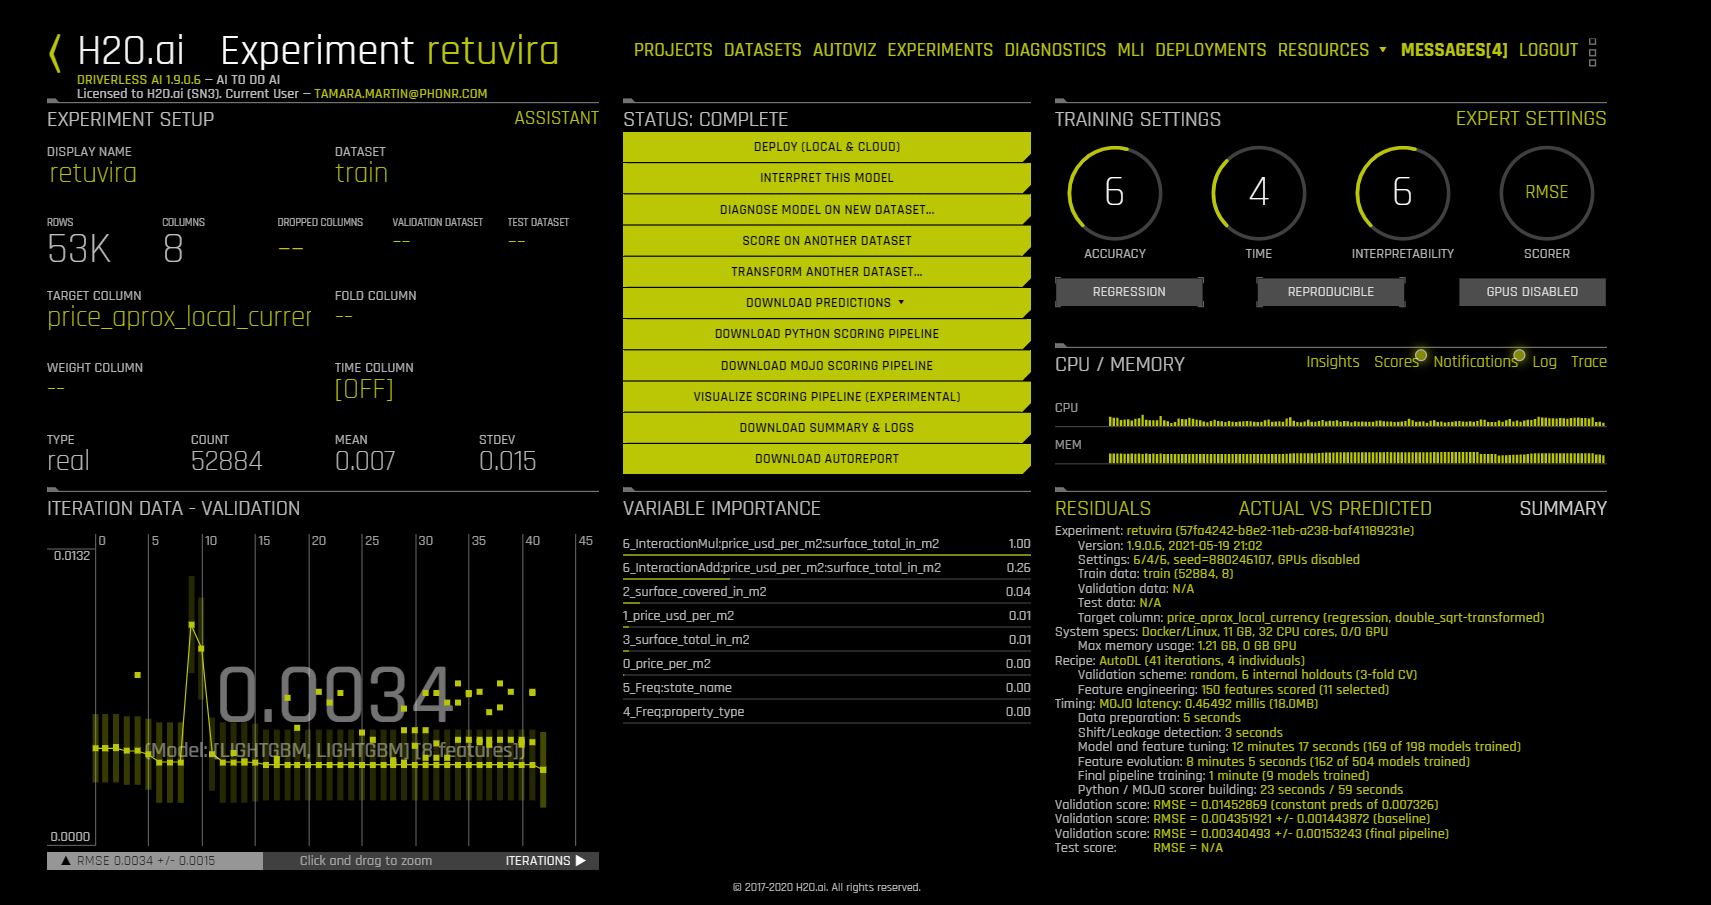 H2O.ai Experiment retuvira
DRIVERLESS AI 1.9.0.6 – AI TO DO AI
Licensed to H2O.ai (SN3). Current User – TAMARA.MARTIN@PHONR.COM
PROJECTS DATASETS AUTOVIZ EXPERIMENTS DIAGNOSTICS MLI DEPLOYMENTS RESOURCES MESSAGES[4] LOGOUT
EXPERIMENT SETUP ASSISTANT
DISPLAY NAME DATASET
retuvira train
ROWS COLUMNS DROPPED COLUMNS VALIDATION DATASET TEST DATASET
53K 8 -- -- --
TARGET COLUMN FOLD COLUMN
price_aprox_local_currer --
WEIGHT COLUMN TIME COLUMN
-- [OFF]
TYPE COUNT MEAN STDEV
real 52884 0.007 0.015
STATUS: COMPLETE
DEPLOY (LOCAL & CLOUD)
INTERPRET THIS MODEL
DIAGNOSE MODEL ON NEW DATASET...
SCORE ON ANOTHER DATASET
TRANSFORM ANOTHER DATASET...
DOWNLOAD PREDICTIONS
DOWNLOAD PYTHON SCORING PIPELINE
DOWNLOAD MOJO SCORING PIPELINE
VISUALIZE SCORING PIPELINE (EXPERIMENTAL)
DOWNLOAD SUMMARY & LOGS
DOWNLOAD AUTOREPORT
TRAINING SETTINGS EXPERT SETTINGS
6 4 6 RMSE
ACCURACY TIME INTERPRETABILITY SCORER
REGRESSION REPRODUCIBLE GPUS DISABLED
CPU / MEMORY Insights Scores Notifications Log Trace
CPU
MEM
ITERATION DATA - VALIDATION
0 5 10 15 20 25 30 35 40 45
0.0132
0.0034
(Model: [LIGHTGBM, LIGHTGBM] [8 features])
0.0000
▲ RMSE 0.0034 +/- 0.0015 Click and drag to zoom ITERATIONS ▶
VARIABLE IMPORTANCE
6_InteractionMul:price_usd_per_m2:surface_total_in_m2 1.00
6_InteractionAdd:price_usd_per_m2:surface_total_in_m2 0.26
2_surface_covered_in_m2 0.04
1_price_usd_per_m2 0.01
3_surface_total_in_m2 0.01
0_price_per_m2 0.00
5_Freq:state_name 0.00
4_Freq:property_type 0.00
RESIDUALS ACTUAL VS PREDICTED SUMMARY
Experiment: retuvira (57fa4242-b8e2-11eb-a238-baf41189231e)
Version: 1.9.0.6, 2021-05-19 21:02
Settings: 6/4/6, seed=880246107, GPUs disabled
Train data: train (52884, 8)
Validation data: N/A
Test data: N/A
Target column: price_aprox_local_currency (regression, double_sqrt-transformed)
System specs: Docker/Linux, 11 GB, 32 CPU cores, 0/0 GPU
Max memory usage: 1.21 GB, 0 GB GPU
Recipe: AutoDL (41 iterations, 4 individuals)
Validation scheme: random, 6 internal holdouts (3-fold CV)
Feature engineering: 150 features scored (11 selected)
Timing: MOJO latency: 0.46492 millis (18.0MB)
Data preparation: 5 seconds
Shift/Leakage detection: 3 seconds
Model and feature tuning: 12 minutes 17 seconds (169 of 198 models trained)
Feature evolution: 8 minutes 5 seconds (162 of 504 models trained)
Final pipeline training: 1 minute (9 models trained)
Python / MOJO scorer building: 23 seconds / 59 seconds
Validation score: RMSE = 0.01452869 (constant preds of 0.007326)
Validation score: RMSE = 0.004351921 +/- 0.001443872 (baseline)
Validation score: RMSE = 0.00340493 +/- 0.00153243 (final pipeline)
Test score: RMSE = N/A
© 2017-2020 H2O.ai. All rights reserved.